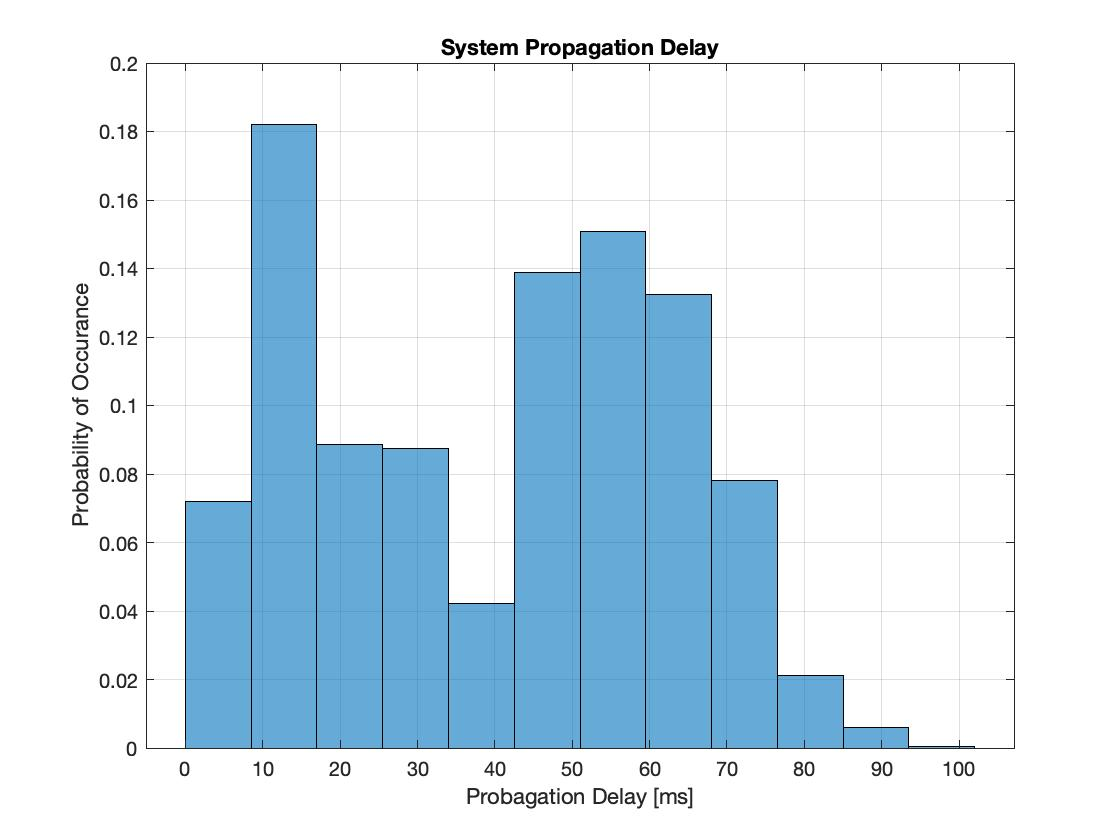 System Propagation Delay
0.2
0.18
0.16
0.14
0.12
0.1
0.08
0.06
0.04
0.02
0
Probability of Occurance
0 10 20 30 40 50 60 70 80 90 100
Probagation Delay [ms]